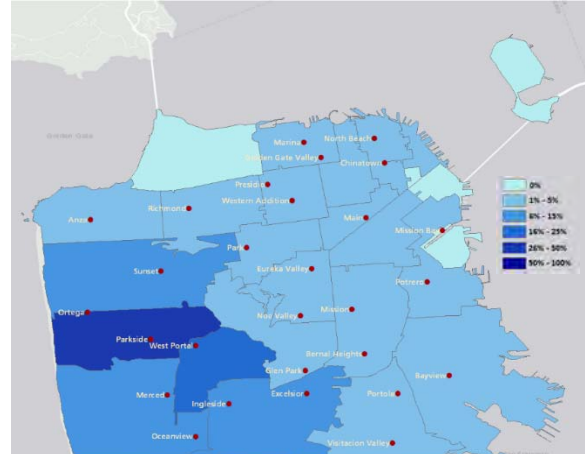 Marina
North Beach
Golden Gate Valley
Chinatown
Presidio
Western Addition
Richmond
Anza
Main
Mission Bay
Park
Sunset
Eureka Valley
Potrero
Ortega
Noe Valley
Mission
Parkside
West Portal
Bernal Heights
Glen Park
Bayview
Merced
Ingleside
Excelsior
Portola
Oceanview
Visitacion Valley
0%
1% - 5%
6% - 15%
16% - 25%
26% - 50%
50% - 100%